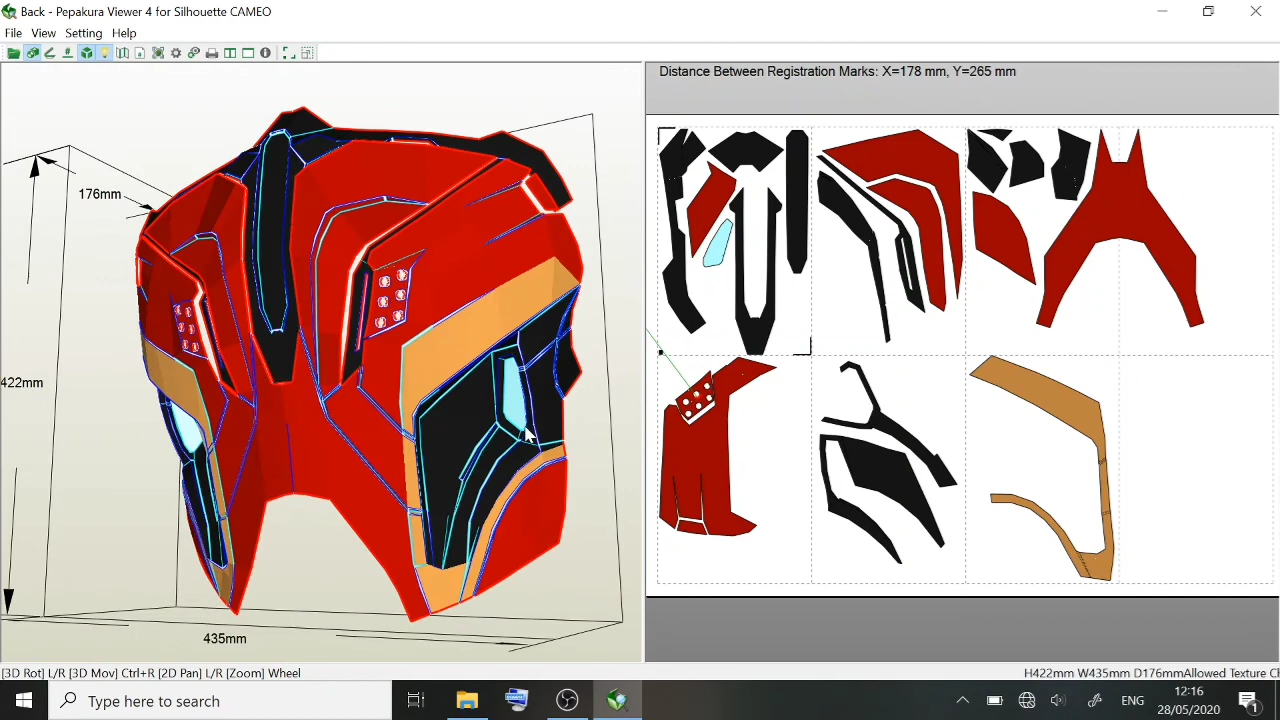 Back - Pepakura Viewer 4 for Silhouette CAMEO
File View Setting Help
Distance Between Registration Marks: X=178 mm, Y=265 mm
176mm
422mm
435mm
[3D Rot] L/R [3D Mov] Ctrl+R [2D Pan] L/R [Zoom] Wheel
H422mm W435mm D176mmAllowed Texture Cl
Type here to search
ENG
12:16
28/05/2020
1